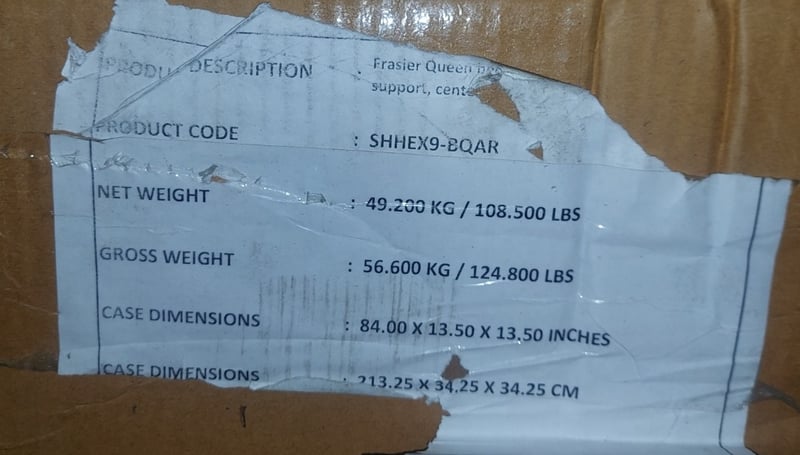 DESCRIPTION : Frasier Queen
support,
PRODUCT CODE : SHHEX9-BQAR
NET WEIGHT : 49.200 KG / 108.500 LBS
GROSS WEIGHT : 56.600 KG / 124.800 LBS
CASE DIMENSIONS : 84.00 X 13.50 X 13.50 INCHES
CASE DIMENSIONS : 213.25 X 34.25 X 34.25 CM